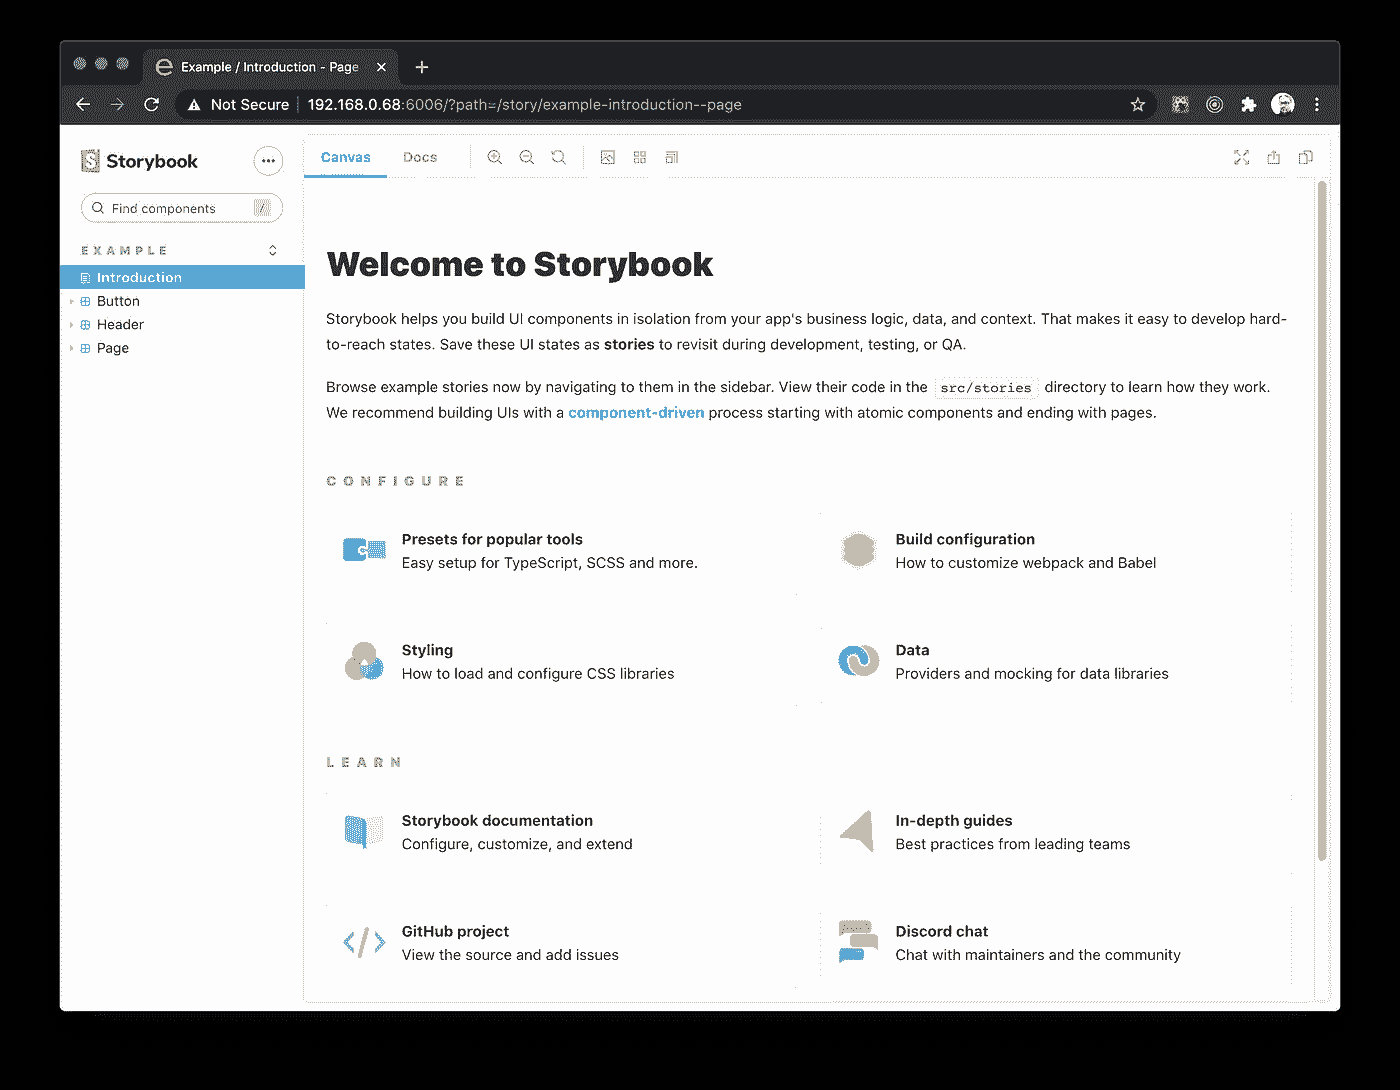 Example / Introduction - Page
Not Secure 192.168.0.68:6006/?path=/story/example-introduction--page
Storybook
Find components /
EXAMPLE
Introduction
Button
Header
Page
Canvas Docs
Welcome to Storybook
Storybook helps you build UI components in isolation from your app's business logic, data, and context. That makes it easy to develop hard-
to-reach states. Save these UI states as stories to revisit during development, testing, or QA.
Browse example stories now by navigating to them in the sidebar. View their code in the src/stories directory to learn how they work.
We recommend building UIs with a component-driven process starting with atomic components and ending with pages.
CONFIGURE
Presets for popular tools
Easy setup for TypeScript, SCSS and more.
Build configuration
How to customize webpack and Babel
Styling
How to load and configure CSS libraries
Data
Providers and mocking for data libraries
LEARN
Storybook documentation
Configure, customize, and extend
In-depth guides
Best practices from leading teams
GitHub project
View the source and add issues
Discord chat
Chat with maintainers and the community